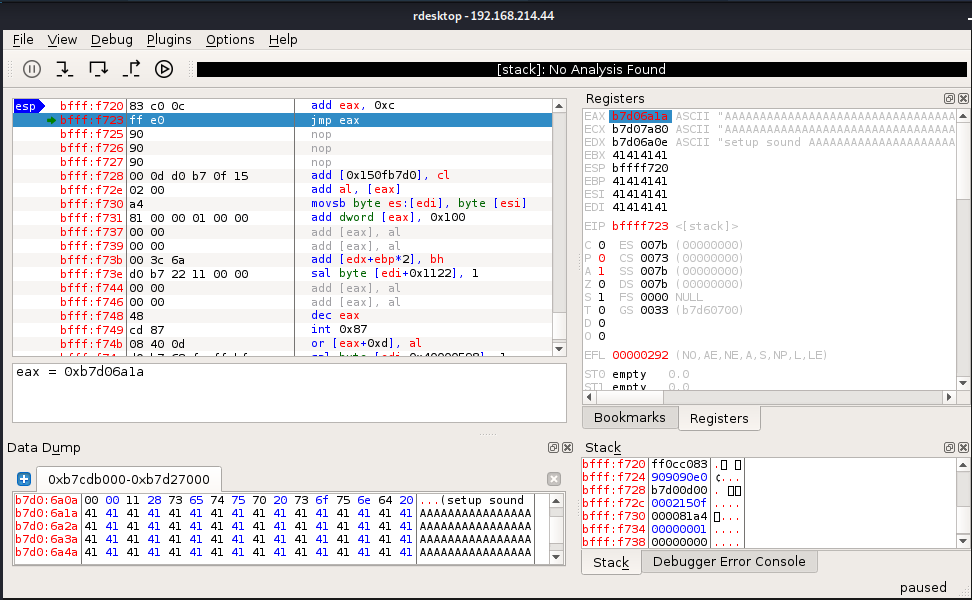 rdesktop - 192.168.214.44
File View Debug Plugins Options Help
[stack]: No Analysis Found
esp bfff:f720 83 c0 0c add eax, 0xc
bfff:f723 ff e0 jmp eax
bfff:f725 90 nop
bfff:f726 90 nop
bfff:f727 90 nop
bfff:f728 00 0d d0 b7 0f 15 add [0x150fb7d0], cl
bfff:f72e 02 00 add al, [eax]
bfff:f730 a4 movsb byte es:[edi], byte [esi]
bfff:f731 81 00 00 01 00 00 add dword [eax], 0x100
bfff:f737 00 00 add [eax], al
bfff:f739 00 00 add [eax], al
bfff:f73b 00 3c 6a add [edx+ebp*2], bh
bfff:f73e d0 b7 22 11 00 00 sal byte [edi+0x1122], 1
bfff:f744 00 00 add [eax], al
bfff:f746 00 00 add [eax], al
bfff:f748 48 dec eax
bfff:f749 cd 87 int 0x87
bfff:f74b 08 40 0d or [eax+0xd], al
eax = 0xb7d06a1a
Registers
EAX b7d06a1a ASCII "AAAAAAAAAAAAAAAAAAAAAAAAAAAAAAAAAA
ECX b7d07a80 ASCII "AAAAAAAAAAAAAAAAAAAAAAAAAAAAAAAAAA
EDX b7d06a0e ASCII "setup sound AAAAAAAAAAAAAAAAAAAAAA
EBX 41414141
ESP bffff720
EBP 41414141
ESI 41414141
EDI 41414141
EIP bffff723 <[stack]>
C 0 ES 007b (00000000)
P 0 CS 0073 (00000000)
A 1 SS 007b (00000000)
Z 0 DS 007b (00000000)
S 1 FS 0000 NULL
T 0 GS 0033 (b7d60700)
D 0
O 0
EFL 00000292 (NO,AE,NE,A,S,NP,L,LE)
ST0 empty 0.0
ST1 empty 0.0
Bookmarks Registers
Data Dump
0xb7cdb000-0xb7d27000
b7d0:6a0a 00 00 11 28 73 65 74 75 70 20 73 6f 75 6e 64 20 ...(setup sound
b7d0:6a1a 41 41 41 41 41 41 41 41 41 41 41 41 41 41 41 41 AAAAAAAAAAAAAAAA
b7d0:6a2a 41 41 41 41 41 41 41 41 41 41 41 41 41 41 41 41 AAAAAAAAAAAAAAAA
b7d0:6a3a 41 41 41 41 41 41 41 41 41 41 41 41 41 41 41 41 AAAAAAAAAAAAAAAA
b7d0:6a4a 41 41 41 41 41 41 41 41 41 41 41 41 41 41 41 41 AAAAAAAAAAAAAAAA
Stack
bfff:f720 ff0cc083
bfff:f724 909090e0
bfff:f728 b7d00d00
bfff:f72c 0002150f ....
bfff:f730 000081a4
bfff:f734 00000001 ....
bfff:f738 00000000 ....
Stack Debugger Error Console
paused